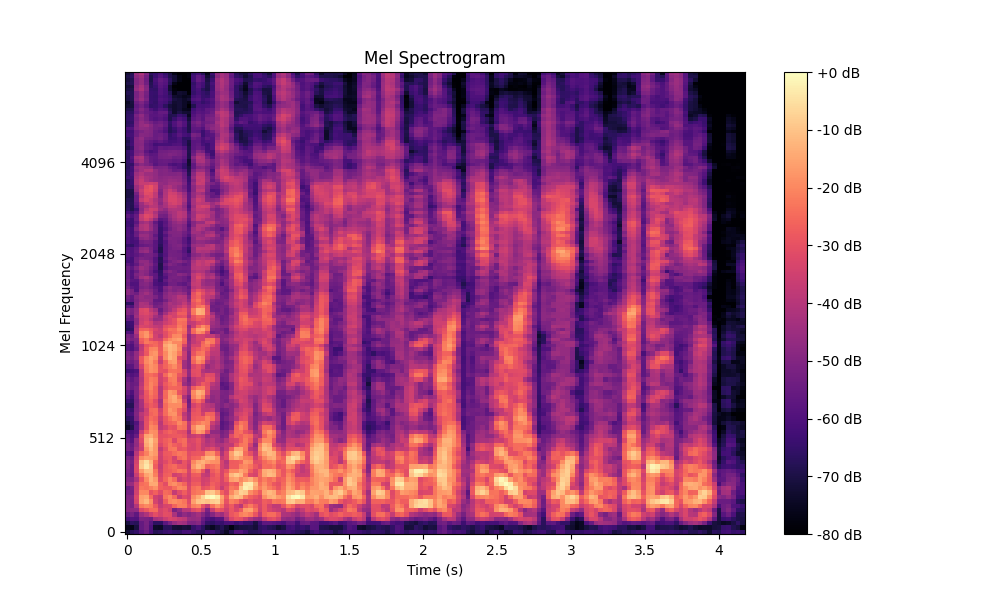 Mel Spectrogram
Mel Frequency
4096
2048
1024
512
0
0
0.5
1
1.5
2
2.5
3
3.5
4
Time (s)
+0 dB
-10 dB
-20 dB
-30 dB
-40 dB
-50 dB
-60 dB
-70 dB
-80 dB